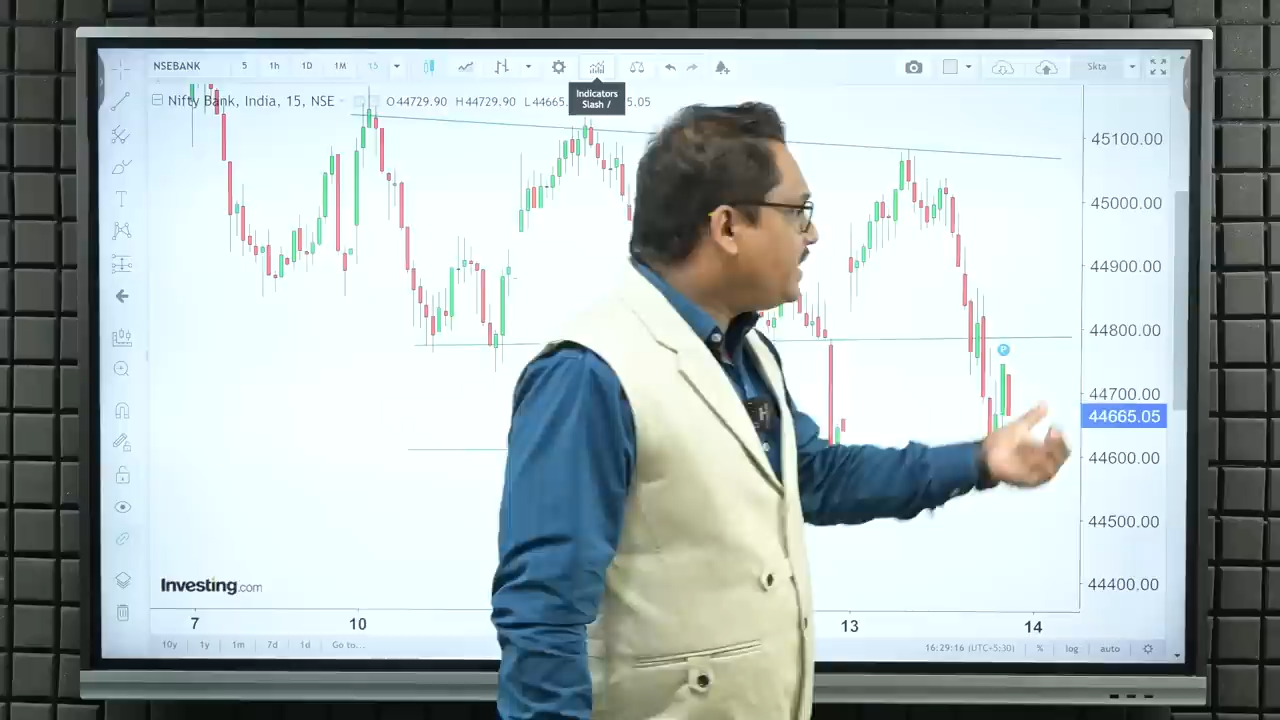 NSEBANK 5 1h 1D 1M 15 Skta
Nifty Bank, India, 15, NSE O44729.90 H44729.90 L44665. 5.05
Indicators
Slash /
45100.00
45000.00
44900.00
44800.00
P
44700.00
44665.05
44600.00
44500.00
44400.00
Investing.com
7 10 13 14
10y 1y 1m 7d 1d Go to... 16:29:16 (UTC+5:30) % log auto